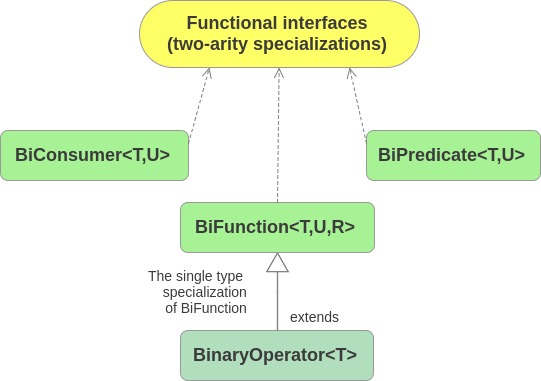 Functional interfaces
(two-arity specializations)
BiConsumer<T,U>
BiPredicate<T,U>
BiFunction<T,U,R>
The single type
specialization
of BiFunction
extends
BinaryOperator<T>